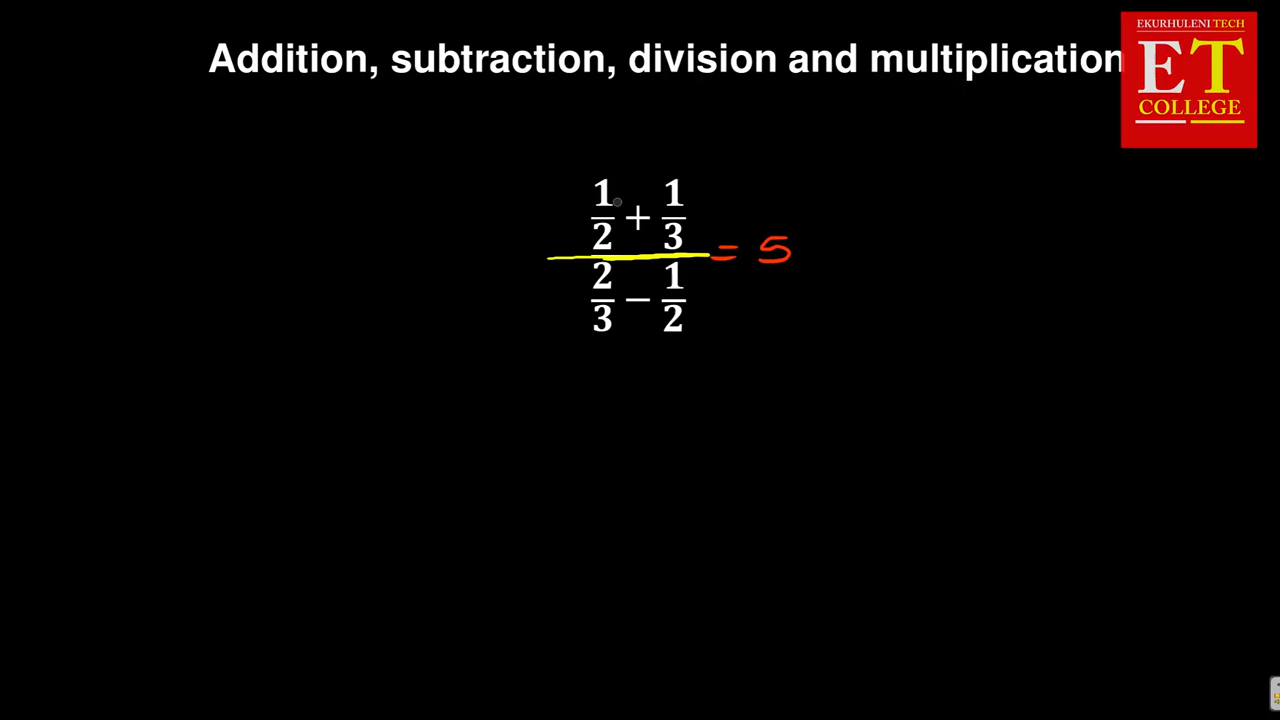 EKURHULENI TECH
Addition, subtraction, division and multiplication
ET
COLLEGE
1/2 + 1/3
= 5
2/3 − 1/2